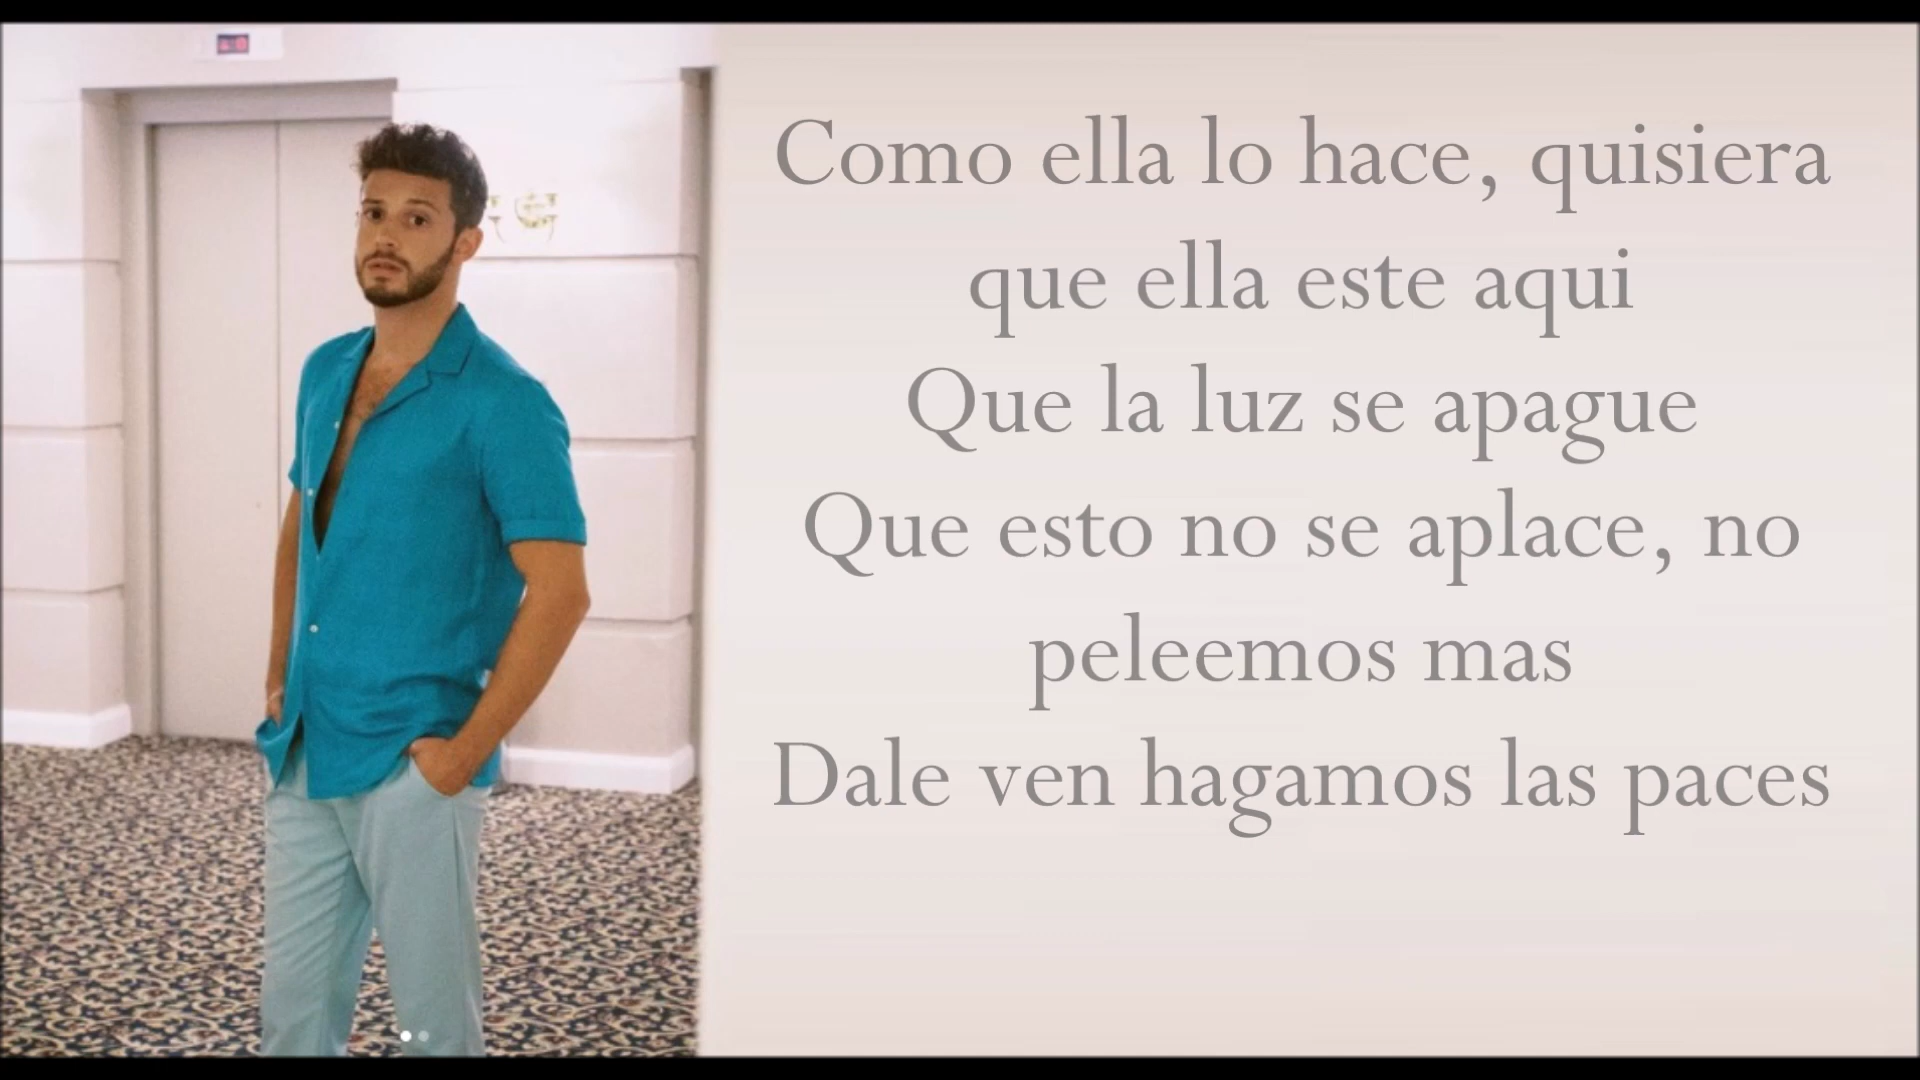 Como ella lo hace, quisiera
que ella este aqui
Que la luz se apague
Que esto no se aplace, no
peleemos mas
Dale ven hagamos las paces